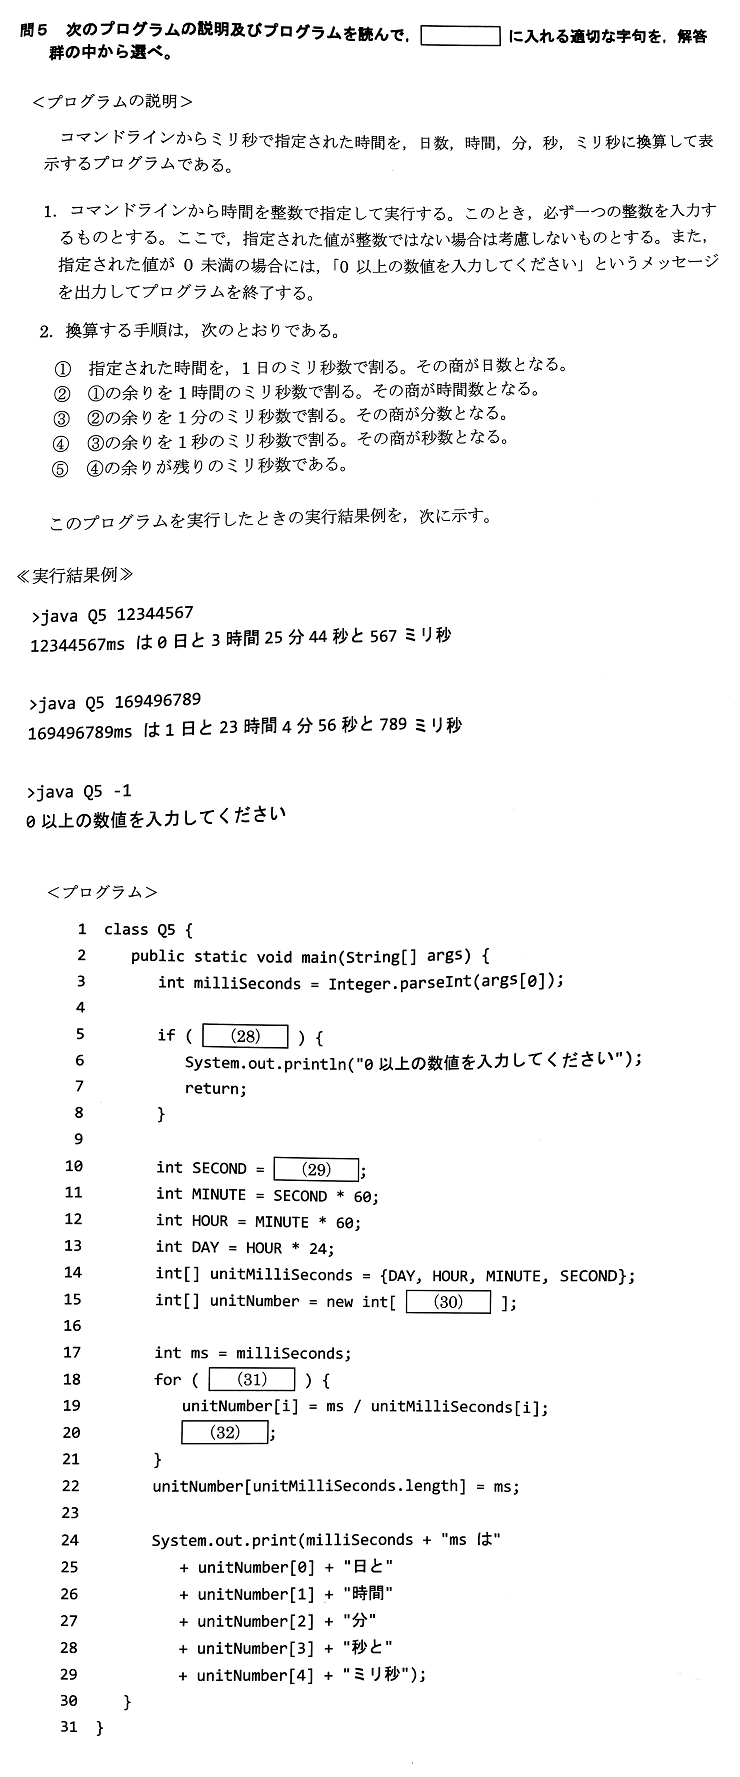 問5 次のプログラムの説明及びプログラムを読んで, に入れる適切な字句を, 解答
群の中から選べ。
＜プログラムの説明＞
コマンドラインからミリ秒で指定された時間を, 日数, 時間, 分, 秒, ミリ秒に換算して表
示するプログラムである。
1. コマンドラインから時間を整数で指定して実行する。このとき, 必ず一つの整数を入力す
るものとする。ここで, 指定された値が整数ではない場合は考慮しないものとする。また,
指定された値が 0 未満の場合には,「0 以上の数値を入力してください」というメッセージ
を出力してプログラムを終了する。
2. 換算する手順は, 次のとおりである。
① 指定された時間を, 1 日のミリ秒数で割る。その商が日数となる。
② ①の余りを 1 時間のミリ秒数で割る。その商が時間数となる。
③ ②の余りを 1 分のミリ秒数で割る。その商が分数となる。
④ ③の余りを 1 秒のミリ秒数で割る。その商が秒数となる。
⑤ ④の余りが残りのミリ秒数である。
このプログラムを実行したときの実行結果例を, 次に示す。
≪実行結果例≫
>java Q5 12344567
12344567ms は 0 日と 3 時間 25 分 44 秒と 567 ミリ秒
>java Q5 169496789
169496789ms は 1 日と 23 時間 4 分 56 秒と 789 ミリ秒
>java Q5 -1
0 以上の数値を入力してください
＜プログラム＞
1 class Q5 {
2 public static void main(String[] args) {
3 int milliSeconds = Integer.parseInt(args[0]);
4
5 if ( (28) ) {
6 System.out.println("0 以上の数値を入力してください");
7 return;
8 }
9
10 int SECOND = (29) ;
11 int MINUTE = SECOND * 60;
12 int HOUR = MINUTE * 60;
13 int DAY = HOUR * 24;
14 int[] unitMilliSeconds = {DAY, HOUR, MINUTE, SECOND};
15 int[] unitNumber = new int[ (30) ];
16
17 int ms = milliSeconds;
18 for ( (31) ) {
19 unitNumber[i] = ms / unitMilliSeconds[i];
20 (32) ;
21 }
22 unitNumber[unitMilliSeconds.length] = ms;
23
24 System.out.print(milliSeconds + "ms は"
25 + unitNumber[0] + "日と"
26 + unitNumber[1] + "時間"
27 + unitNumber[2] + "分"
28 + unitNumber[3] + "秒と"
29 + unitNumber[4] + "ミリ秒");
30 }
31 }